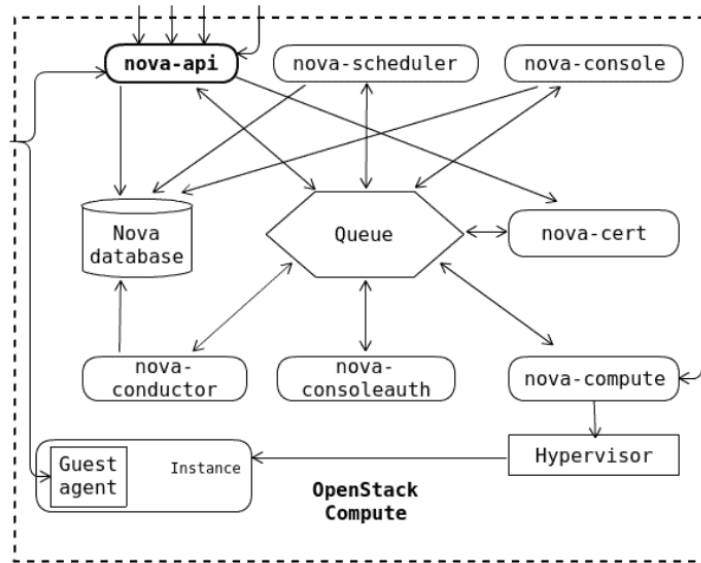 nova-api
nova-scheduler
nova-console
Nova
database
Queue
nova-cert
nova-
conductor
nova-
consoleauth
nova-compute
Guest
agent
Instance
Hypervisor
OpenStack
Compute